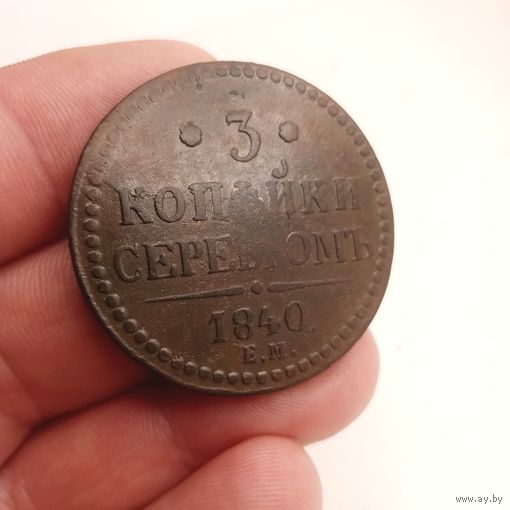 • 3 •
КОПѢЙКИ
СЕРЕБРОМЪ
1840.
Е.М.
www.ay.by